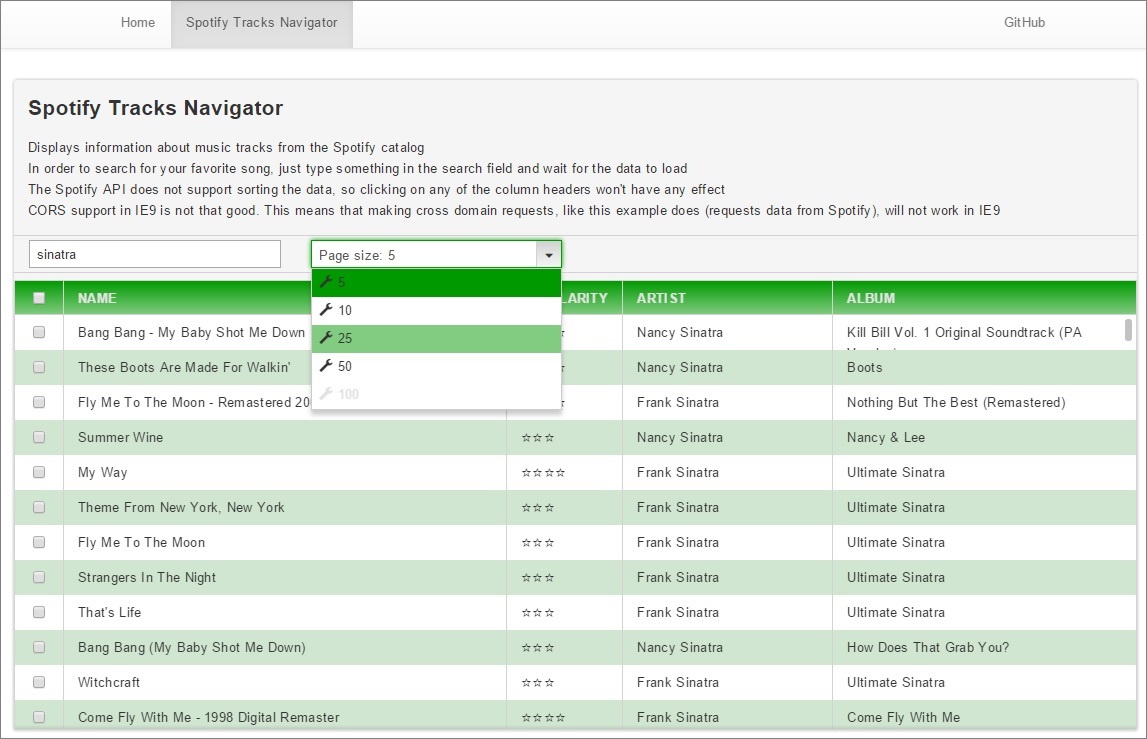 Home Spotify Tracks Navigator GitHub
Spotify Tracks Navigator
Displays information about music tracks from the Spotify catalog
In order to search for your favorite song, just type something in the search field and wait for the data to load
The Spotify API does not support sorting the data, so clicking on any of the column headers won't have any effect
CORS support in IE9 is not that good. This means that making cross domain requests, like this example does (requests data from Spotify), will not work in IE9
sinatra Page size: 5
5
10
25
50
100
NAME LARITY ARTIST ALBUM
Bang Bang - My Baby Shot Me Down Nancy Sinatra Kill Bill Vol. 1 Original Soundtrack (PA
These Boots Are Made For Walkin' Nancy Sinatra Boots
Fly Me To The Moon - Remastered 20 Frank Sinatra Nothing But The Best (Remastered)
Summer Wine ☆☆☆ Nancy Sinatra Nancy & Lee
My Way ☆☆☆☆ Frank Sinatra Ultimate Sinatra
Theme From New York, New York ☆☆☆ Frank Sinatra Ultimate Sinatra
Fly Me To The Moon ☆☆☆ Frank Sinatra Ultimate Sinatra
Strangers In The Night ☆☆☆ Frank Sinatra Ultimate Sinatra
That's Life ☆☆☆ Frank Sinatra Ultimate Sinatra
Bang Bang (My Baby Shot Me Down) ☆☆☆ Nancy Sinatra How Does That Grab You?
Witchcraft ☆☆☆ Frank Sinatra Ultimate Sinatra
Come Fly With Me - 1998 Digital Remaster ☆☆☆☆ Frank Sinatra Come Fly With Me